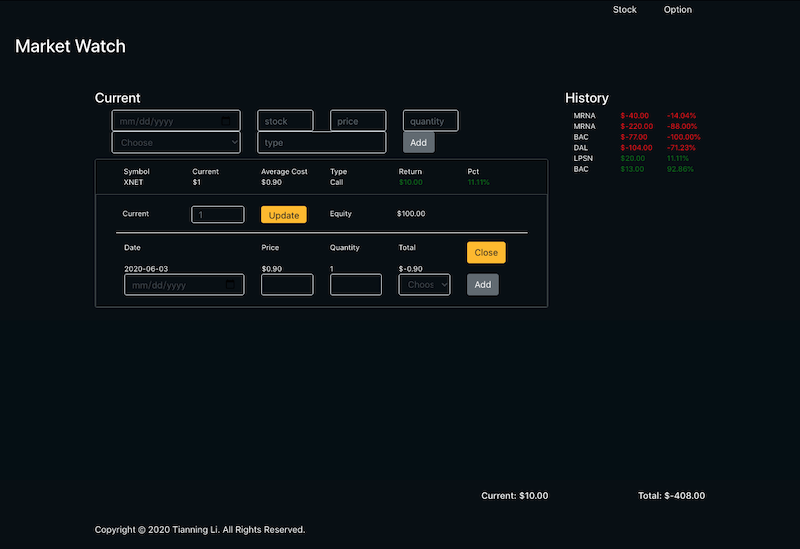 Stock Option
Market Watch
Current
mm/dd/yyyy stock price quantity
Choose type Add
Symbol Current Average Cost Type Return Pct
XNET $1 $0.90 Call $10.00 11.11%
Current 1 Update Equity $100.00
Date Price Quantity Total Close
2020-06-03 $0.90 1 $-0.90
mm/dd/yyyy Choos Add
History
MRNA $-40.00 -14.04%
MRNA $-220.00 -88.00%
BAC $-77.00 -100.00%
DAL $-104.00 -71.23%
LPSN $20.00 11.11%
BAC $13.00 92.86%
Current: $10.00 Total: $-408.00
Copyright © 2020 Tianning Li. All Rights Reserved.